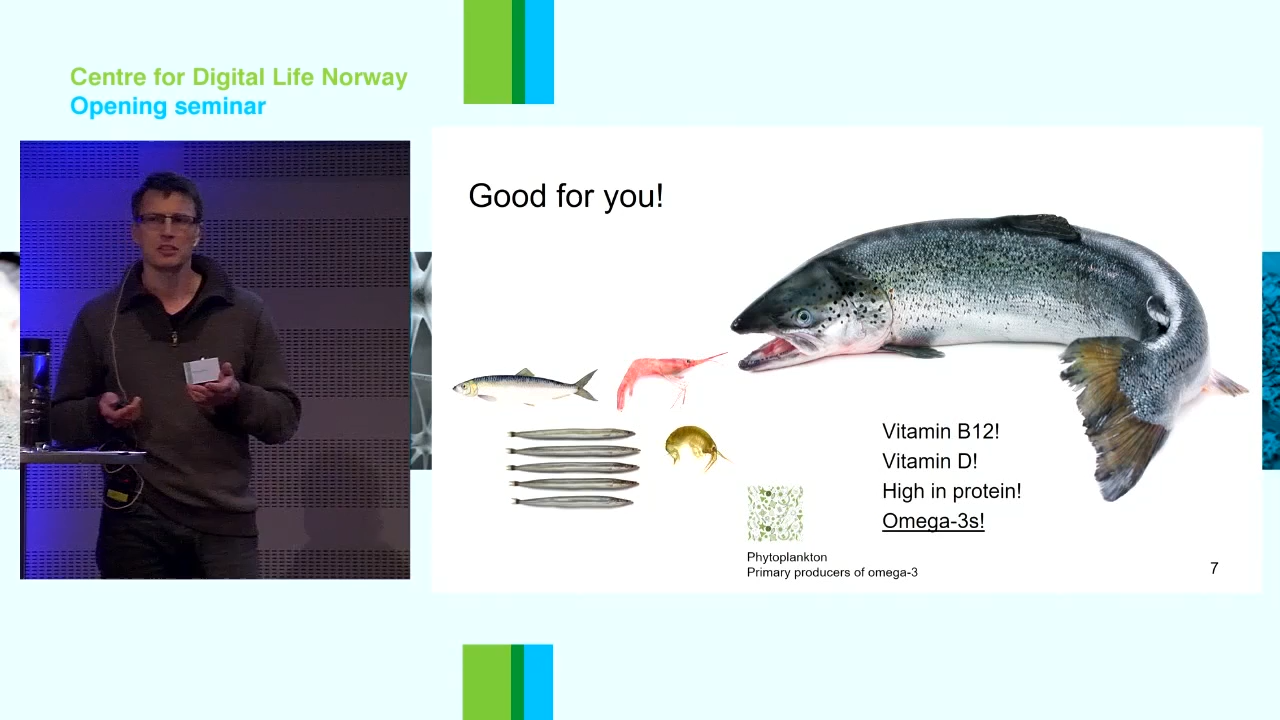 Centre for Digital Life Norway
Opening seminar
Good for you!
Vitamin B12!
Vitamin D!
High in protein!
Omega-3s!
Phytoplankton
Primary producers of omega-3
7